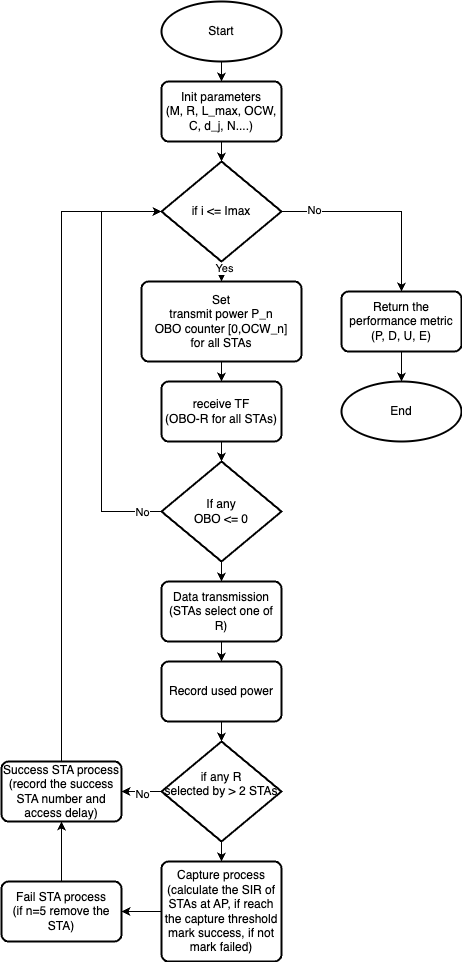 Start
Init parameters
(M, R, L_max, OCW,
C, d_j, N....)
if i <= Imax
No
Yes
Set
transmit power P_n
OBO counter [0,OCW_n]
for all STAs
Return the
performance metric
(P, D, U, E)
receive TF
(OBO-R for all STAs)
End
If any
OBO <= 0
No
Data transmission
(STAs select one of
R)
Record used power
if any R
selected by > 2 STAs
No
Success STA process
(record the success
STA number and
access delay)
Capture process
(calculate the SIR of
STAs at AP, if reach
the capture threshold
mark success, if not
mark failed)
Fail STA process
(if n=5 remove the
STA)